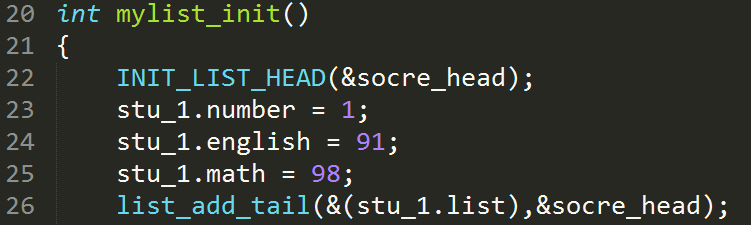 20 int mylist_init()
21 {
22     INIT_LIST_HEAD(&socre_head);
23     stu_1.number = 1;
24     stu_1.english = 91;
25     stu_1.math = 98;
26     list_add_tail(&(stu_1.list),&socre_head);